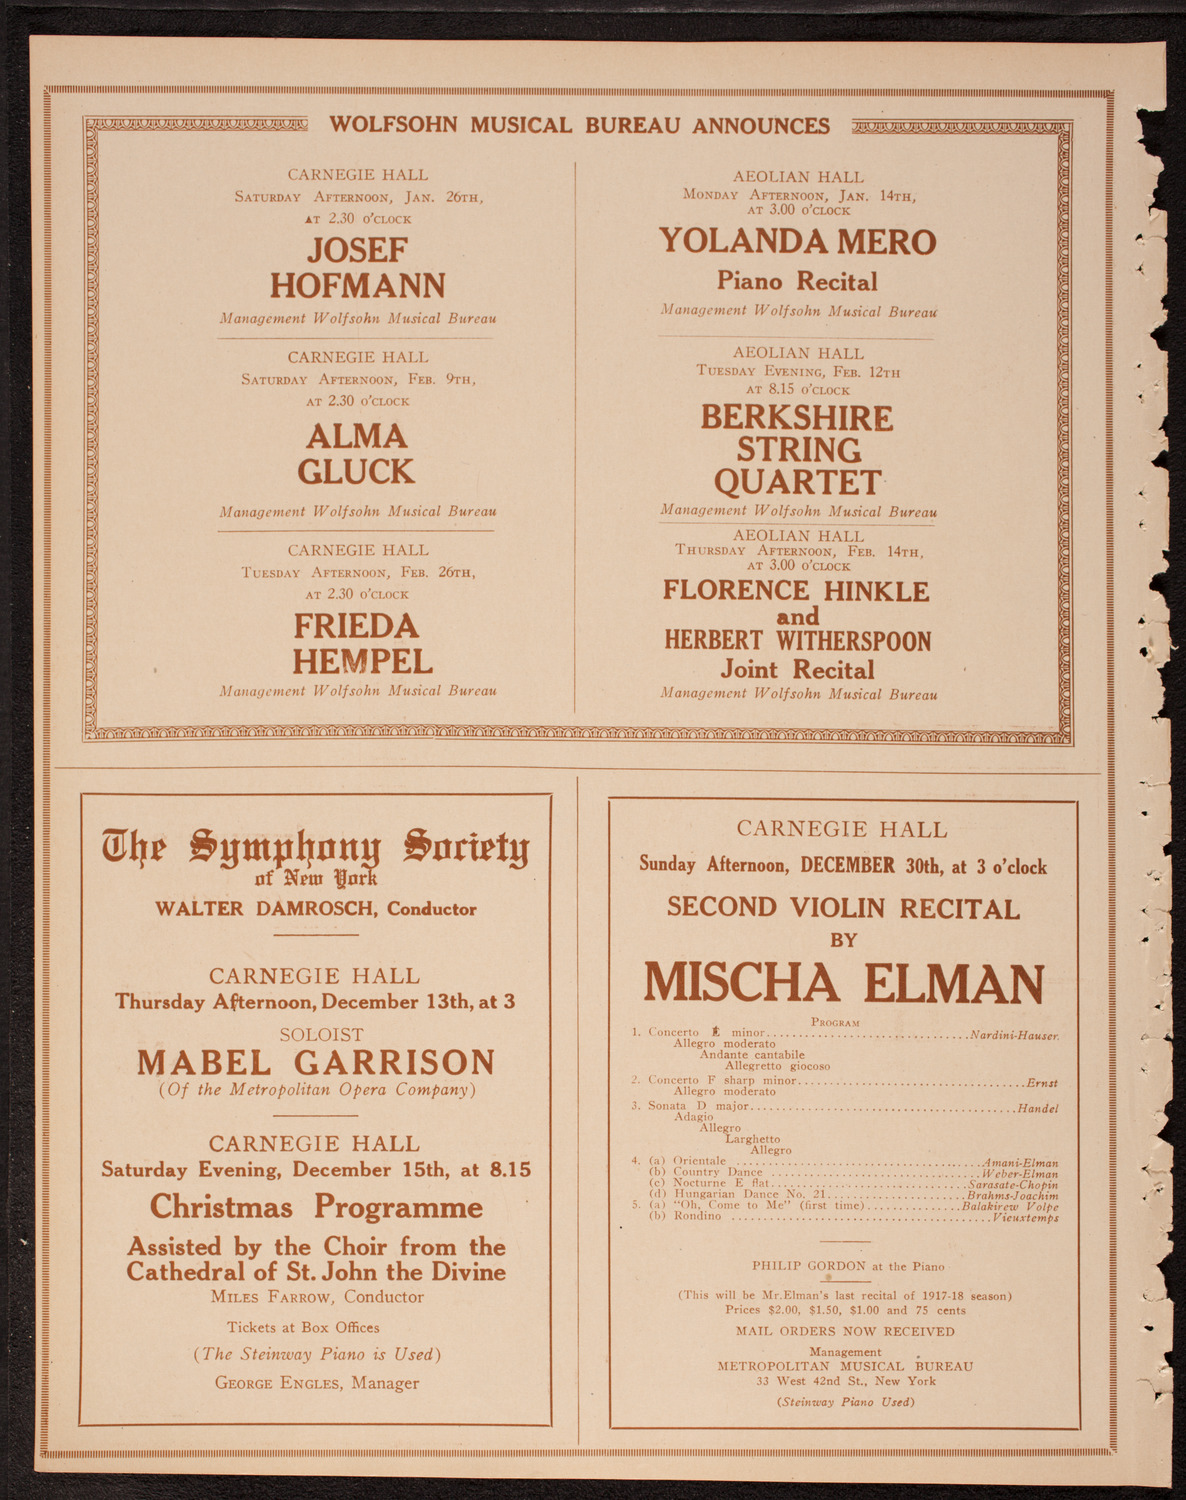 WOLFSOHN MUSICAL BUREAU ANNOUNCES
CARNEGIE HALL
Saturday Afternoon, Jan. 26th,
at 2.30 o'clock
JOSEF
HOFMANN
Management Wolfsohn Musical Bureau
CARNEGIE HALL
Saturday Afternoon, Feb. 9th,
at 2.30 o'clock
ALMA
GLUCK
Management Wolfsohn Musical Bureau
CARNEGIE HALL
Tuesday Afternoon, Feb. 26th,
at 2.30 o'clock
FRIEDA
HEMPEL
Management Wolfsohn Musical Bureau
AEOLIAN HALL
Monday Afternoon, Jan. 14th,
at 3.00 o'clock
YOLANDA MERO
Piano Recital
Management Wolfsohn Musical Bureau
AEOLIAN HALL
Tuesday Evening, Feb. 12th
at 8.15 o'clock
BERKSHIRE
STRING
QUARTET
Management Wolfsohn Musical Bureau
AEOLIAN HALL
Thursday Afternoon, Feb. 14th,
at 3.00 o'clock
FLORENCE HINKLE
and
HERBERT WITHERSPOON
Joint Recital
Management Wolfsohn Musical Bureau
The Symphony Society
of New York
WALTER DAMROSCH, Conductor
CARNEGIE HALL
Thursday Afternoon, December 13th, at 3
SOLOIST
MABEL GARRISON
(Of the Metropolitan Opera Company)
CARNEGIE HALL
Saturday Evening, December 15th, at 8.15
Christmas Programme
Assisted by the Choir from the
Cathedral of St. John the Divine
Miles Farrow, Conductor
Tickets at Box Offices
(The Steinway Piano is Used)
George Engles, Manager
CARNEGIE HALL
Sunday Afternoon, DECEMBER 30th, at 3 o'clock
SECOND VIOLIN RECITAL
BY
MISCHA ELMAN
Program
1. Concerto E minor..............................Nardini-Hauser.
Allegro moderato
Andante cantabile
Allegretto giocoso
2. Concerto F sharp minor..................................Ernst
Allegro moderato
3. Sonata D major........................................Handel
Adagio
Allegro
Larghetto
Allegro
4. (a) Orientale .....................................Amani-Elman
(b) Country Dance ...............................Weber-Elman
(c) Nocturne E flat.............................Sarasate-Chopin
(d) Hungarian Dance No. 21.....................Brahms-Joachim
5. (a) "Oh, Come to Me" (first time)..............Balakirew Volpe
(b) Rondino ......................................Vieuxtemps
PHILIP GORDON at the Piano
(This will be Mr. Elman's last recital of 1917-18 season)
Prices $2.00, $1.50, $1.00 and 75 cents
MAIL ORDERS NOW RECEIVED
Management
METROPOLITAN MUSICAL BUREAU
33 West 42nd St., New York
(Steinway Piano Used)